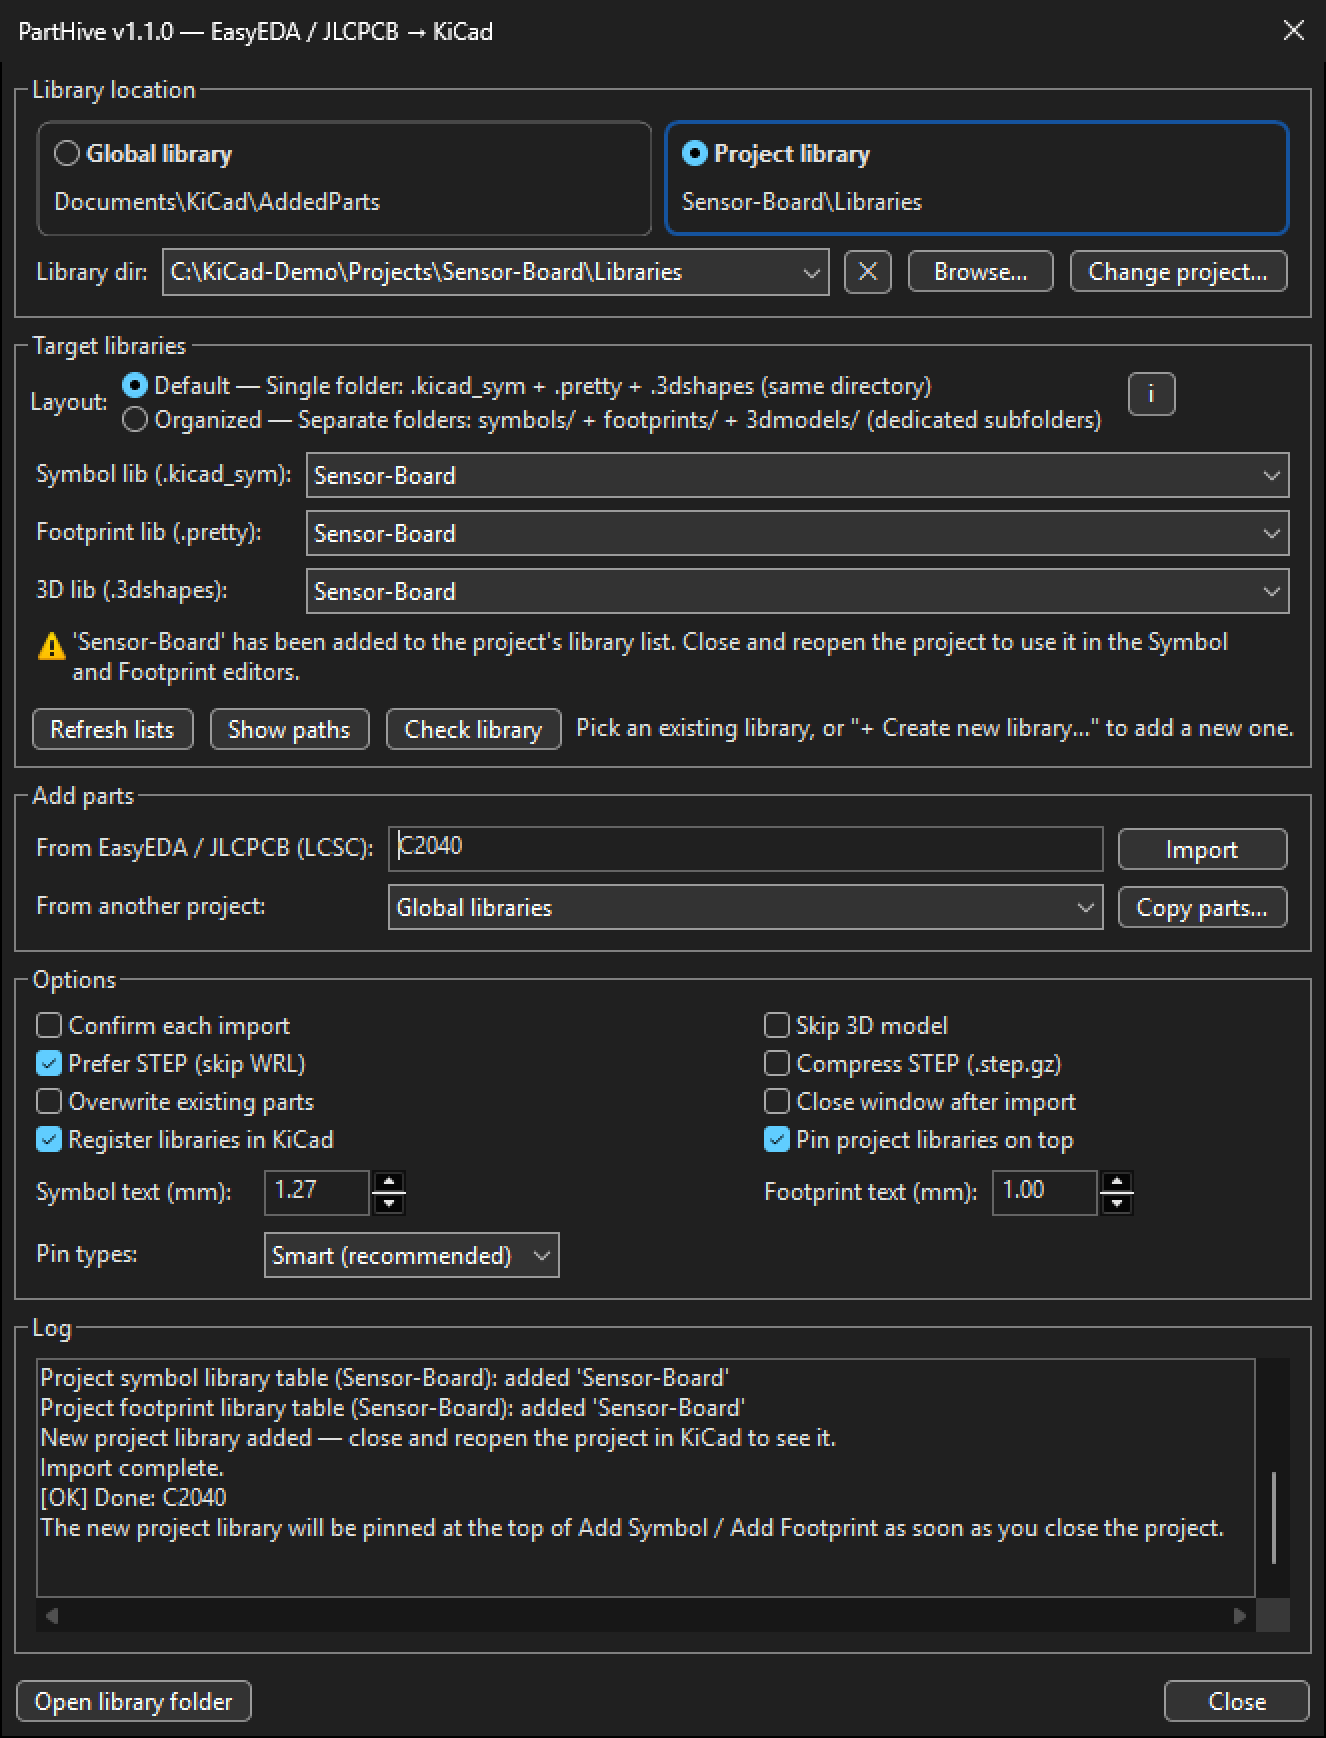 PartHive v1.1.0 — EasyEDA / JLCPCB → KiCad
Library location
Global library
Documents\KiCad\AddedParts
Project library
Sensor-Board\Libraries
Library dir: C:\KiCad-Demo\Projects\Sensor-Board\Libraries Browse... Change project...
Target libraries
Layout:
Default — Single folder: .kicad_sym + .pretty + .3dshapes (same directory)
Organized — Separate folders: symbols/ + footprints/ + 3dmodels/ (dedicated subfolders)
i
Symbol lib (.kicad_sym): Sensor-Board
Footprint lib (.pretty): Sensor-Board
3D lib (.3dshapes): Sensor-Board
'Sensor-Board' has been added to the project's library list. Close and reopen the project to use it in the Symbol
and Footprint editors.
Refresh lists Show paths Check library Pick an existing library, or "+ Create new library..." to add a new one.
Add parts
From EasyEDA / JLCPCB (LCSC): C2040 Import
From another project: Global libraries Copy parts...
Options
Confirm each import Skip 3D model
Prefer STEP (skip WRL) Compress STEP (.step.gz)
Overwrite existing parts Close window after import
Register libraries in KiCad Pin project libraries on top
Symbol text (mm): 1.27 Footprint text (mm): 1.00
Pin types: Smart (recommended)
Log
Project symbol library table (Sensor-Board): added 'Sensor-Board'
Project footprint library table (Sensor-Board): added 'Sensor-Board'
New project library added — close and reopen the project in KiCad to see it.
Import complete.
[OK] Done: C2040
The new project library will be pinned at the top of Add Symbol / Add Footprint as soon as you close the project.
Open library folder Close